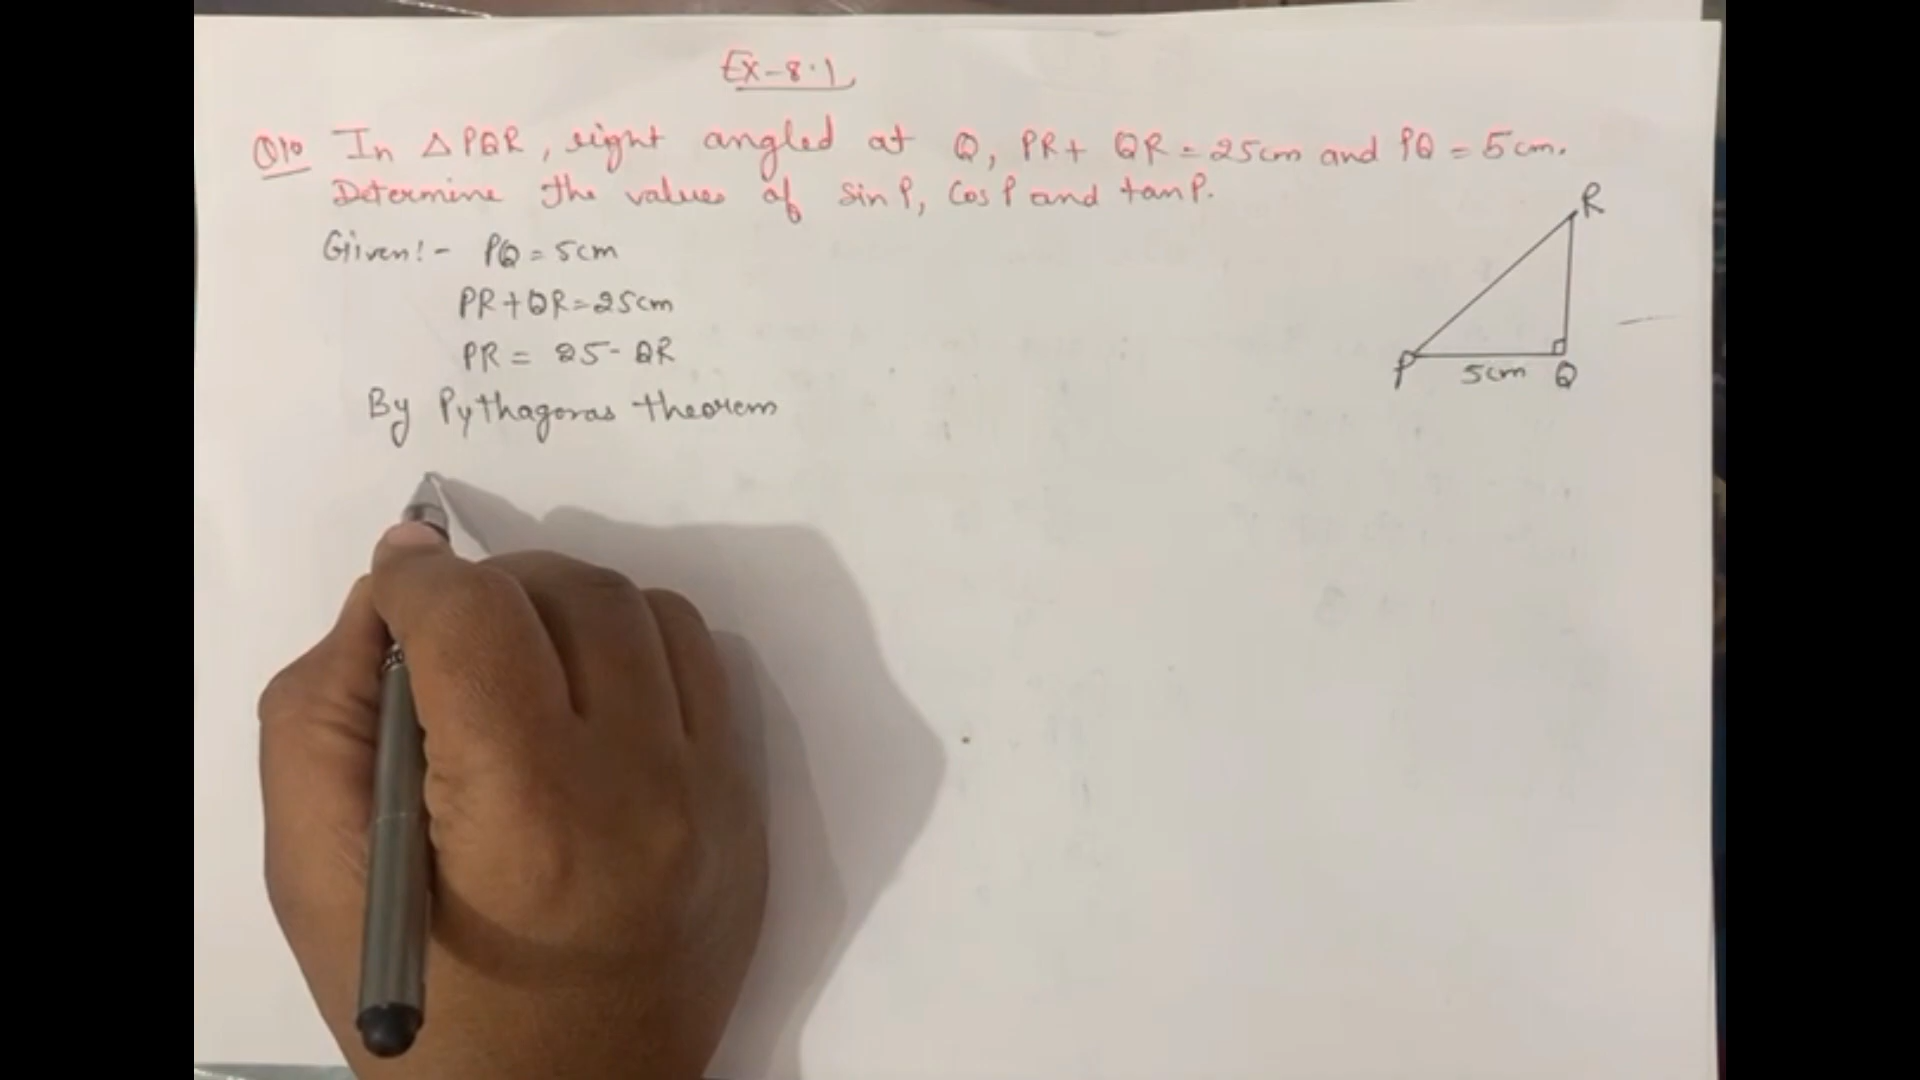 Ex-8.1
Q10 In △PQR, right angled at Q, PR+ QR = 25cm and PQ = 5cm.
Determine the values of sin P, Cos P and tan P.
Given:- PQ = 5cm
PR+QR=25cm
PR = 25- QR
By Pythagoras theorem
R
P 5cm Q